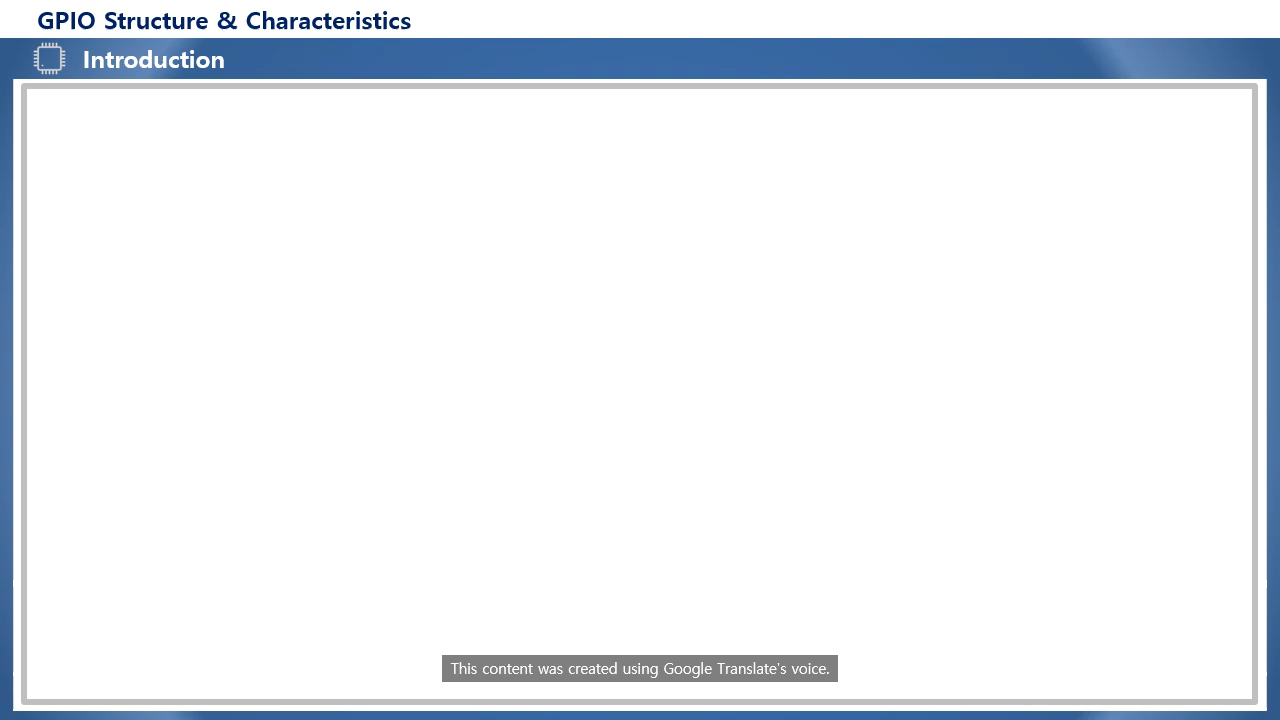 GPIO Structure & Characteristics
Introduction
This content was created using Google Translate's voice.